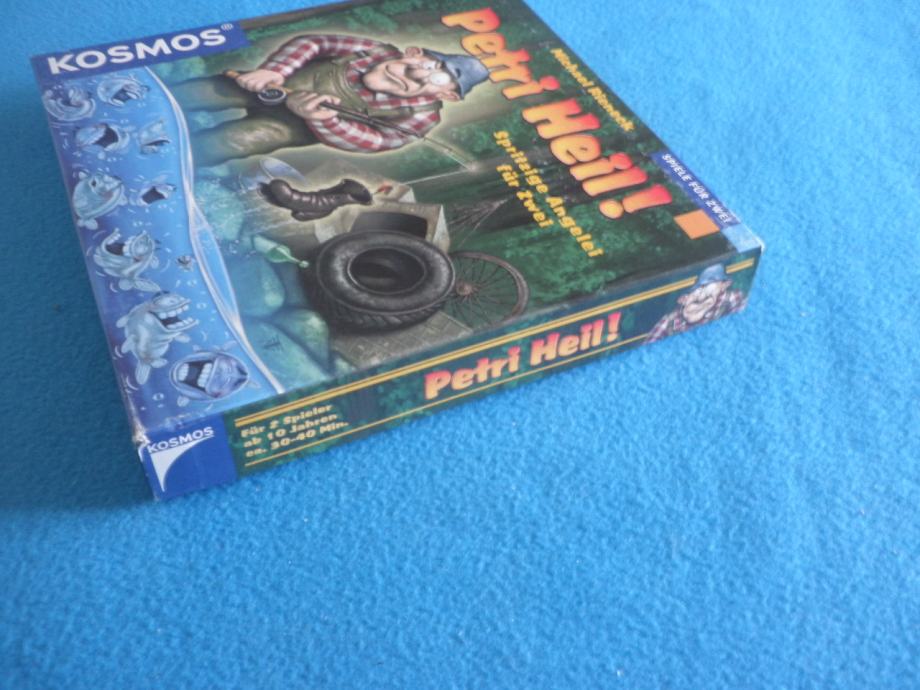 KOSMOS®
Petri Heil!
Michael Rieneck
Spritzige Angelei
für Zwei
SPIELE FÜR ZWEI
Petri Heil!
Für 2 Spieler
ab 10 Jahren
ca. 30-40 Min.
KOSMOS